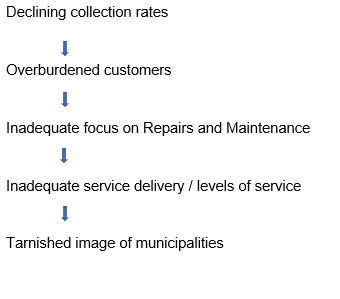 Declining collection rates
Overburdened customers
Inadequate focus on Repairs and Maintenance
Inadequate service delivery / levels of service
Tarnished image of municipalities